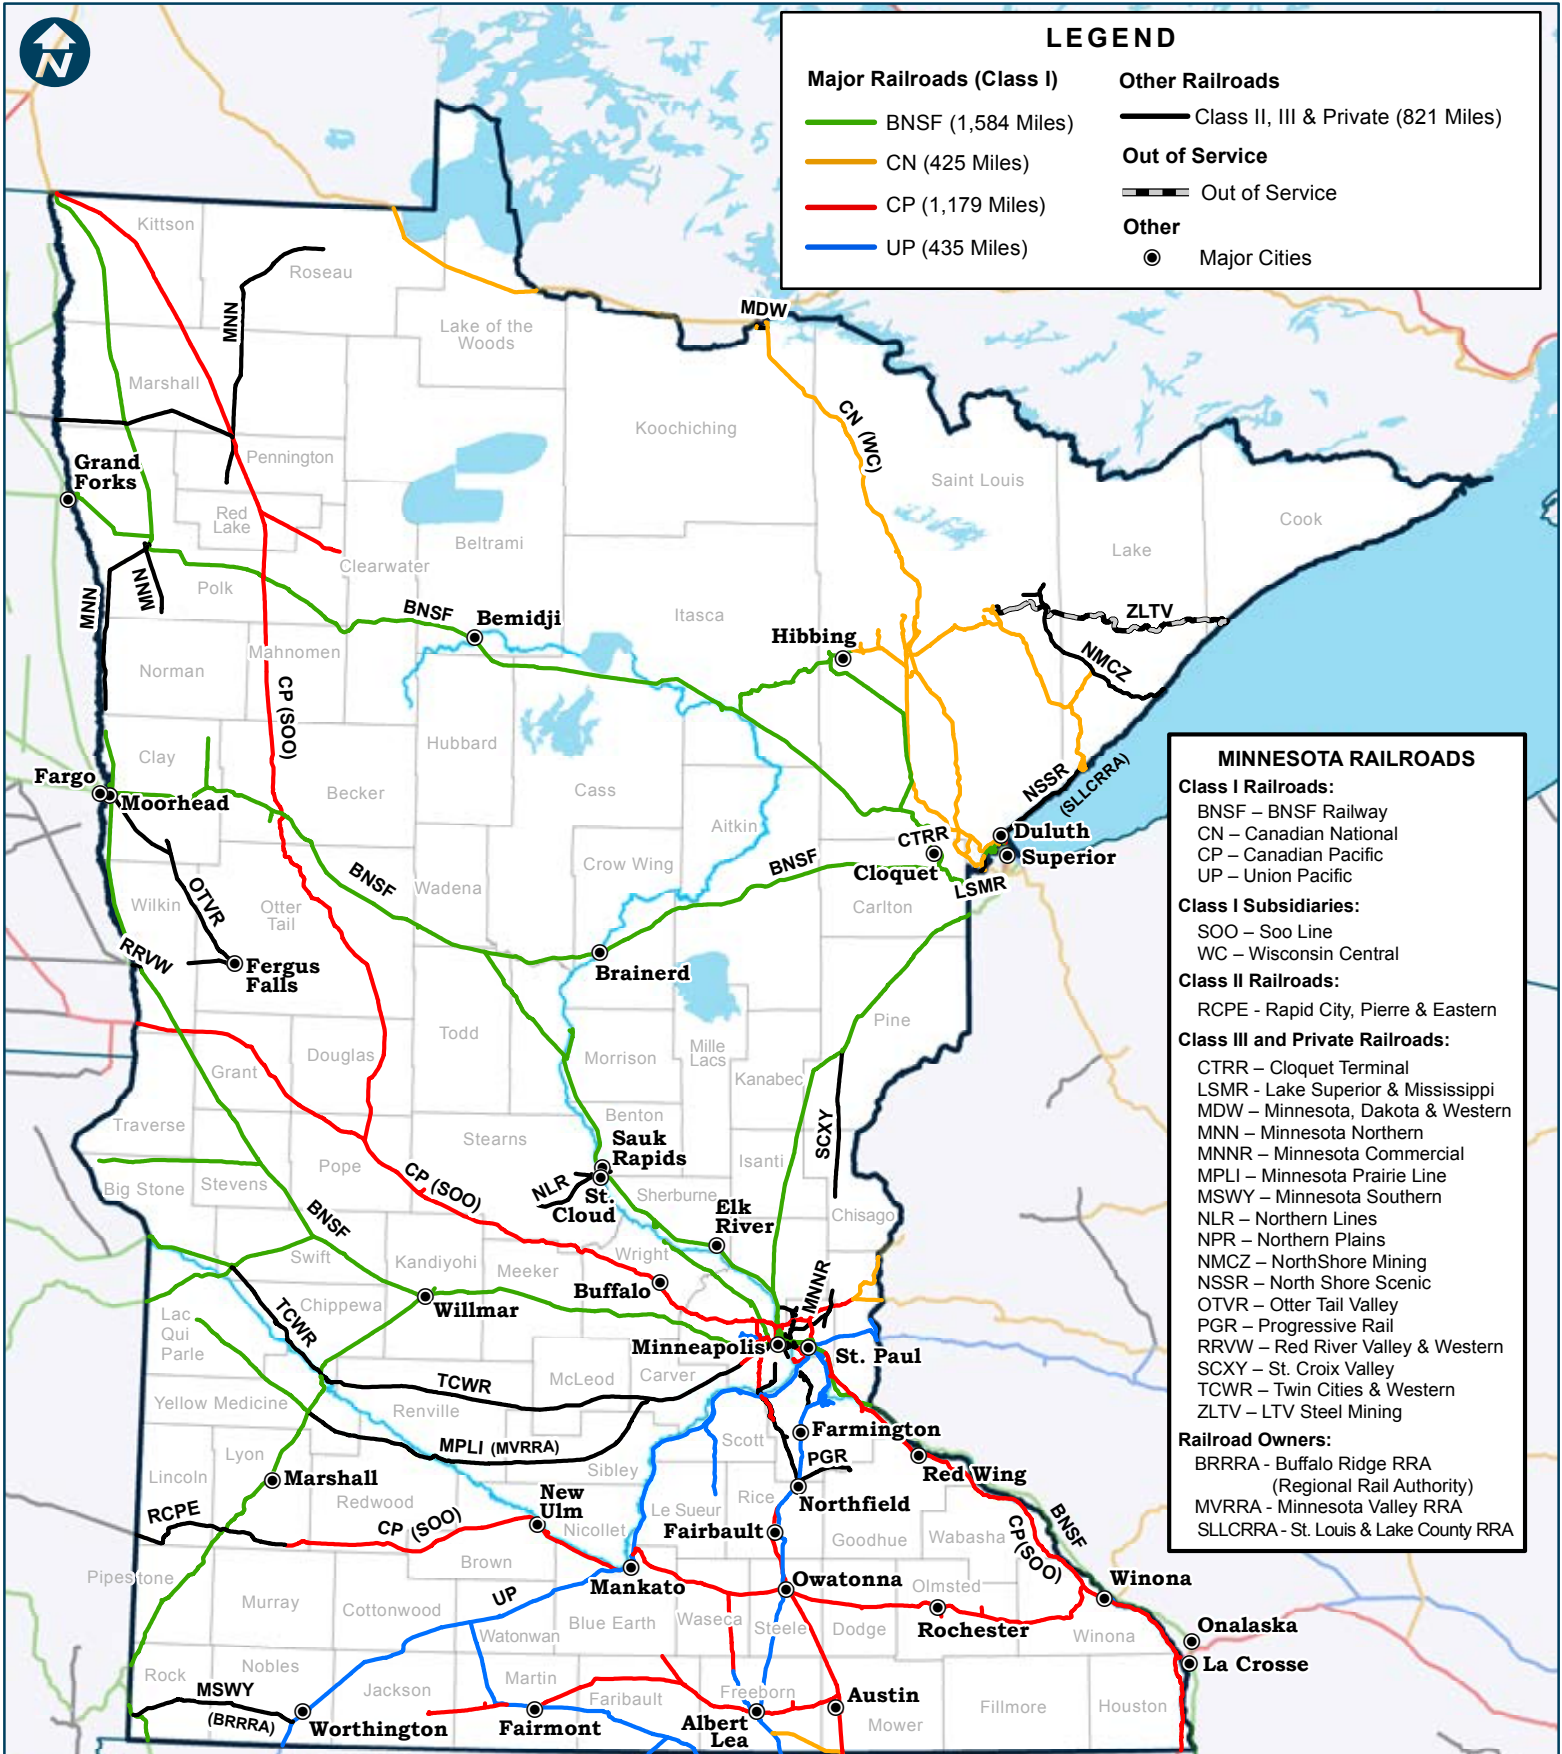 N
LEGEND
Major Railroads (Class I)
BNSF (1,584 Miles)
CN (425 Miles)
CP (1,179 Miles)
UP (435 Miles)
Other Railroads
Class II, III & Private (821 Miles)
Out of Service
Out of Service
Other
Major Cities
Kittson
Roseau
Lake of the
Woods
MDW
MNN
Marshall
Koochiching
CN (WC)
Saint Louis
Cook
Lake
Pennington
Grand
Forks
Red
Lake
Beltrami
Clearwater
Polk
MNN
MNN
BNSF
Bemidji
Itasca
Hibbing
ZLTV
NMCZ
Mahnomen
Norman
CP (SOO)
Hubbard
Cass
Clay
Fargo
Moorhead
Becker
Aitkin
NSSR
(SLLCRRA)
Duluth
Superior
CTRR
Cloquet
LSMR
BNSF
BNSF
Crow Wing
Wadena
Carlton
Wilkin
OTVR
Otter
Tail
RRVW
Fergus
Falls
Brainerd
Pine
Todd
Morrison
Mille
Lacs
Kanabec
Douglas
Grant
Traverse
Benton
Stearns
Sauk
Rapids
SCXY
Isanti
Pope
CP (SOO)
NLR
St.
Cloud
Sherburne
Big Stone
Stevens
Elk
River
Chisago
BNSF
Swift
Kandiyohi
Meeker
Wright
Buffalo
MNNR
Willmar
Chippewa
Lac
Qui
Parle
TCWR
Minneapolis
St. Paul
TCWR
McLeod
Carver
Yellow Medicine
Renville
MPLI (MVRRA)
Scott
Farmington
Lyon
Lincoln
Marshall
Sibley
PGR
Red Wing
RCPE
Redwood
CP (SOO)
New
Ulm
Nicollet
Le Sueur
Rice
Northfield
Fairbault
Goodhue
Wabasha
CP(SOO)
BNSF
Brown
Pipestone
Murray
Cottonwood
UP
Mankato
Owatonna
Olmsted
Winona
Watonwan
Blue Earth
Waseca
Steele
Dodge
Rochester
Winona
Onalaska
La Crosse
Rock
Nobles
MSWY
(BRRRA)
Jackson
Martin
Faribault
Freeborn
Worthington
Fairmont
Albert
Lea
Austin
Mower
Fillmore
Houston
MINNESOTA RAILROADS
Class I Railroads:
BNSF – BNSF Railway
CN – Canadian National
CP – Canadian Pacific
UP – Union Pacific
Class I Subsidiaries:
SOO – Soo Line
WC – Wisconsin Central
Class II Railroads:
RCPE - Rapid City, Pierre & Eastern
Class III and Private Railroads:
CTRR – Cloquet Terminal
LSMR - Lake Superior & Mississippi
MDW – Minnesota, Dakota & Western
MNN – Minnesota Northern
MNNR – Minnesota Commercial
MPLI – Minnesota Prairie Line
MSWY – Minnesota Southern
NLR – Northern Lines
NPR – Northern Plains
NMCZ – NorthShore Mining
NSSR – North Shore Scenic
OTVR – Otter Tail Valley
PGR – Progressive Rail
RRVW – Red River Valley & Western
SCXY – St. Croix Valley
TCWR – Twin Cities & Western
ZLTV – LTV Steel Mining
Railroad Owners:
BRRRA - Buffalo Ridge RRA
(Regional Rail Authority)
MVRRA - Minnesota Valley RRA
SLLCRRA - St. Louis & Lake County RRA